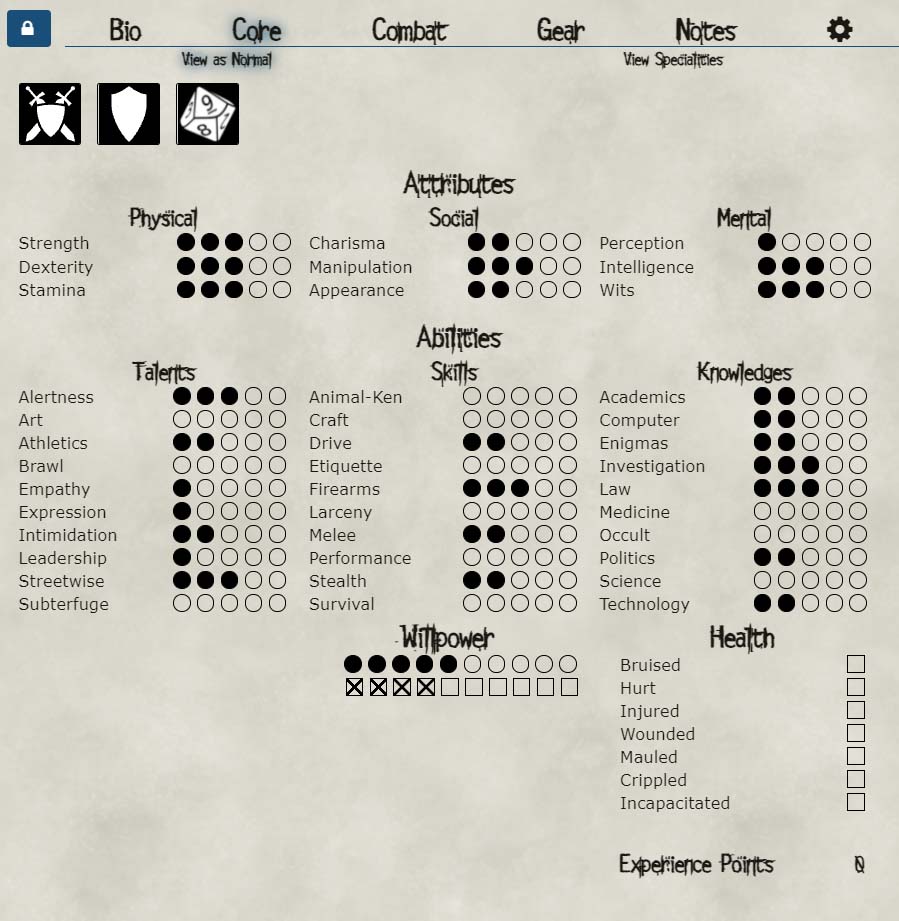 Bio Core Combat Gear Notes
View as Normal View Specialities
9 8
Attributes
Physical Social Mental
Strength Charisma Perception
Dexterity Manipulation Intelligence
Stamina Appearance Wits
Abilities
Talents Skills Knowledges
Alertness Animal-Ken Academics
Art Craft Computer
Athletics Drive Enigmas
Brawl Etiquette Investigation
Empathy Firearms Law
Expression Larceny Medicine
Intimidation Melee Occult
Leadership Performance Politics
Streetwise Stealth Science
Subterfuge Survival Technology
Willpower Health
Bruised
Hurt
Injured
Wounded
Mauled
Crippled
Incapacitated
Experience Points 0